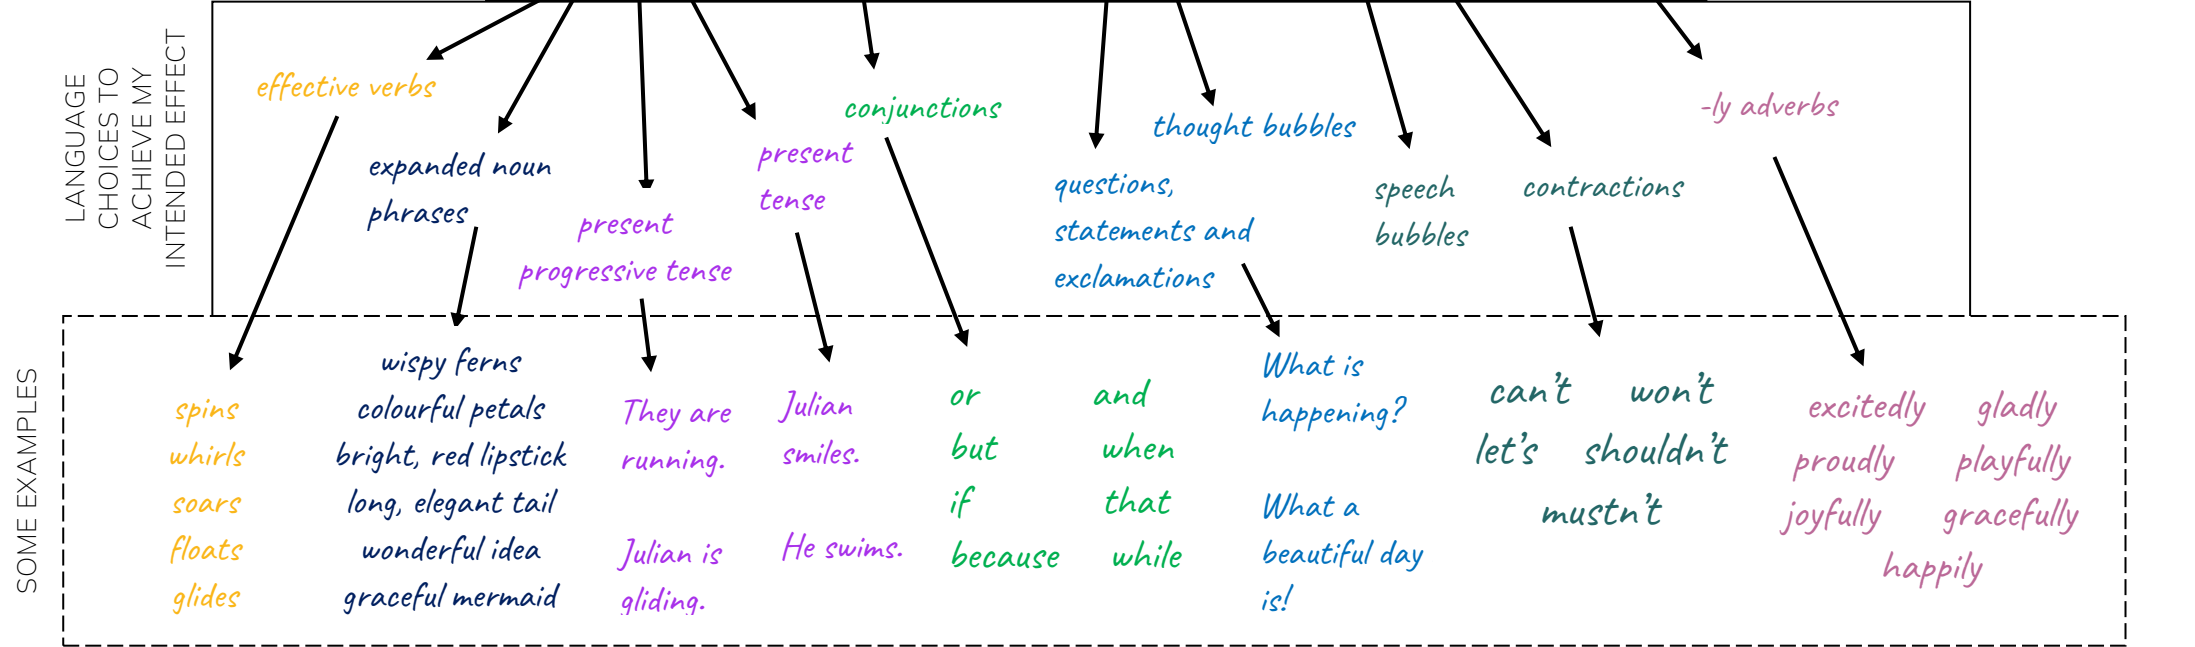 LANGUAGE
CHOICES TO
ACHIEVE MY
INTENDED EFFECT
effective verbs
expanded noun
phrases
present
progressive tense
present
tense
conjunctions
questions,
statements and
exclamations
thought bubbles
speech
bubbles
contractions
-ly adverbs
SOME EXAMPLES
spins
whirls
soars
floats
glides
wispy ferns
colourful petals
bright, red lipstick
long, elegant tail
wonderful idea
graceful mermaid
They are
running.
Julian is
gliding.
Julian
smiles.
He swims.
or and
but when
if that
because while
What is
happening?
What a
beautiful day
is!
can't won't
let's shouldn't
mustn't
excitedly gladly
proudly playfully
joyfully gracefully
happily